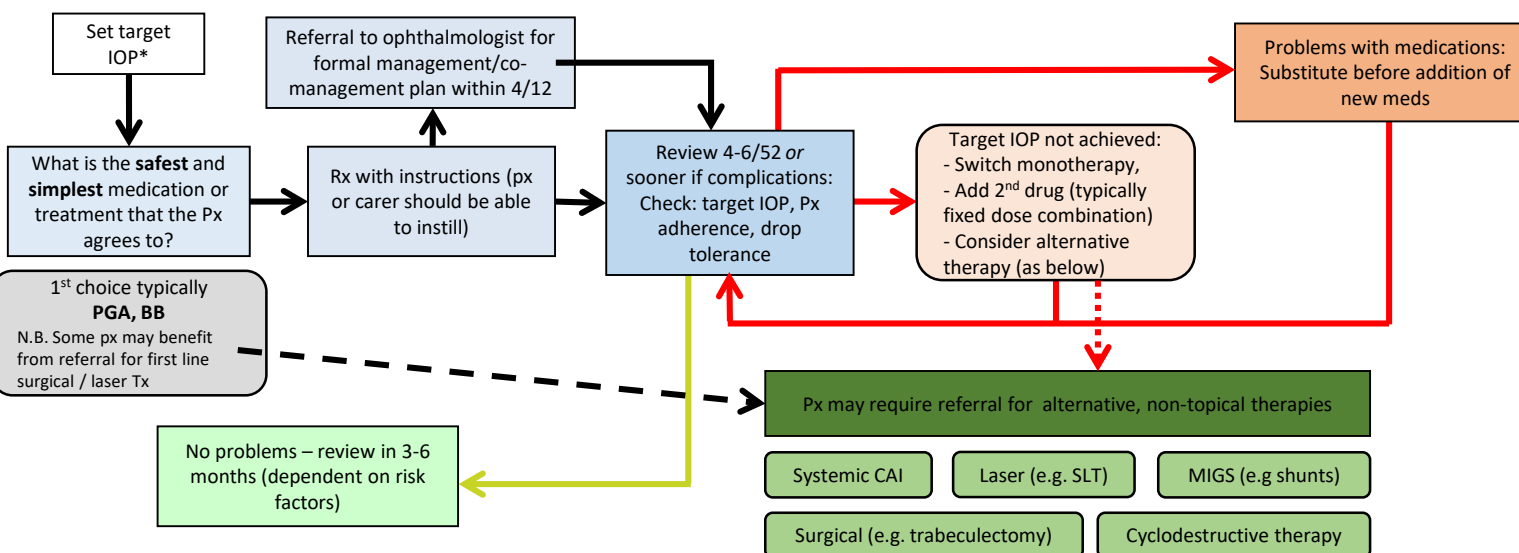 Set target
IOP*
Referral to ophthalmologist for
formal management/co-
management plan within 4/12
Problems with medications:
Substitute before addition of
new meds
What is the safest and
simplest medication or
treatment that the Px
agrees to?
Rx with instructions (px
or carer should be able
to instill)
Review 4-6/52 or
sooner if complications:
Check: target IOP, Px
adherence, drop
tolerance
Target IOP not achieved:
- Switch monotherapy,
- Add 2nd drug (typically
fixed dose combination)
- Consider alternative
therapy (as below)
1st choice typically
PGA, BB
N.B. Some px may benefit
from referral for first line
surgical / laser Tx
Px may require referral for alternative, non-topical therapies
No problems – review in 3-6
months (dependent on risk
factors)
Systemic CAI
Laser (e.g. SLT)
MIGS (e.g shunts)
Surgical (e.g. trabeculectomy)
Cyclodestructive therapy